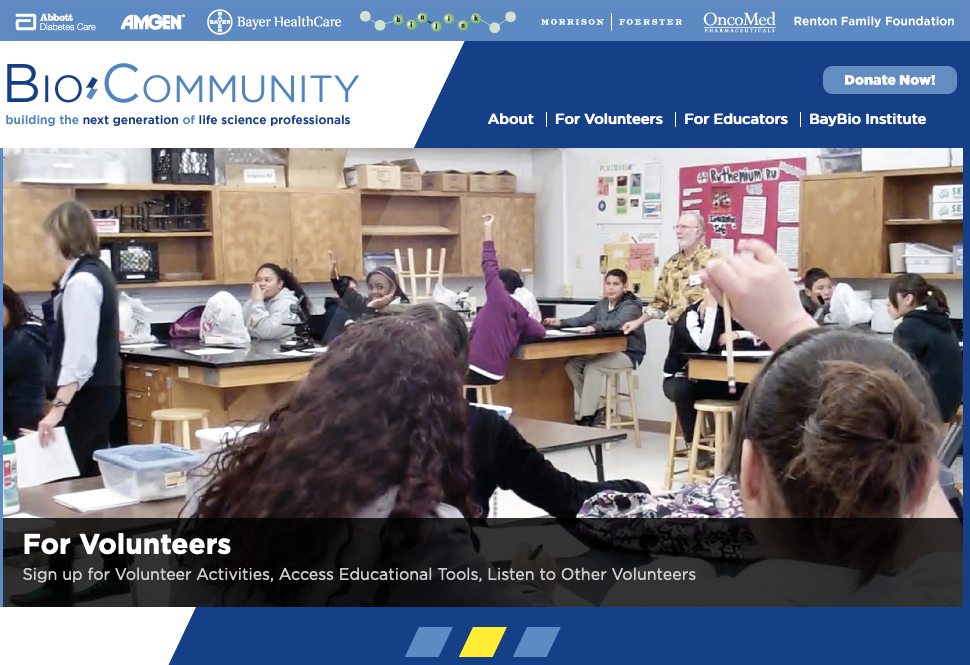 Abbott
Diabetes Care
AMGEN
BAYER
Bayer HealthCare
biolink
MORRISON | FOERSTER
OncoMed
PHARMACEUTICALS
Renton Family Foundation
BIO COMMUNITY
building the next generation of life science professionals
Donate Now!
About
For Volunteers
For Educators
BayBio Institute
Ruthenium Ru
For Volunteers
Sign up for Volunteer Activities, Access Educational Tools, Listen to Other Volunteers